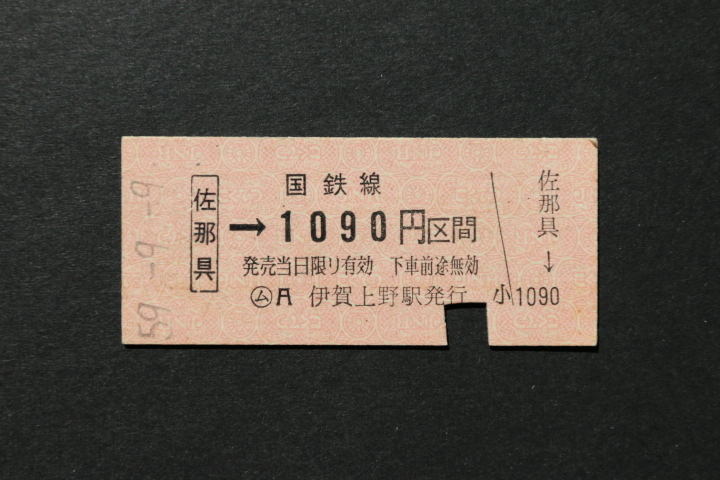 59.-9.-9
佐那具
国鉄線
→1090円区間
発売当日限り有効 下車前途無効
㋰A 伊賀上野駅発行
佐那具
↓
小1090